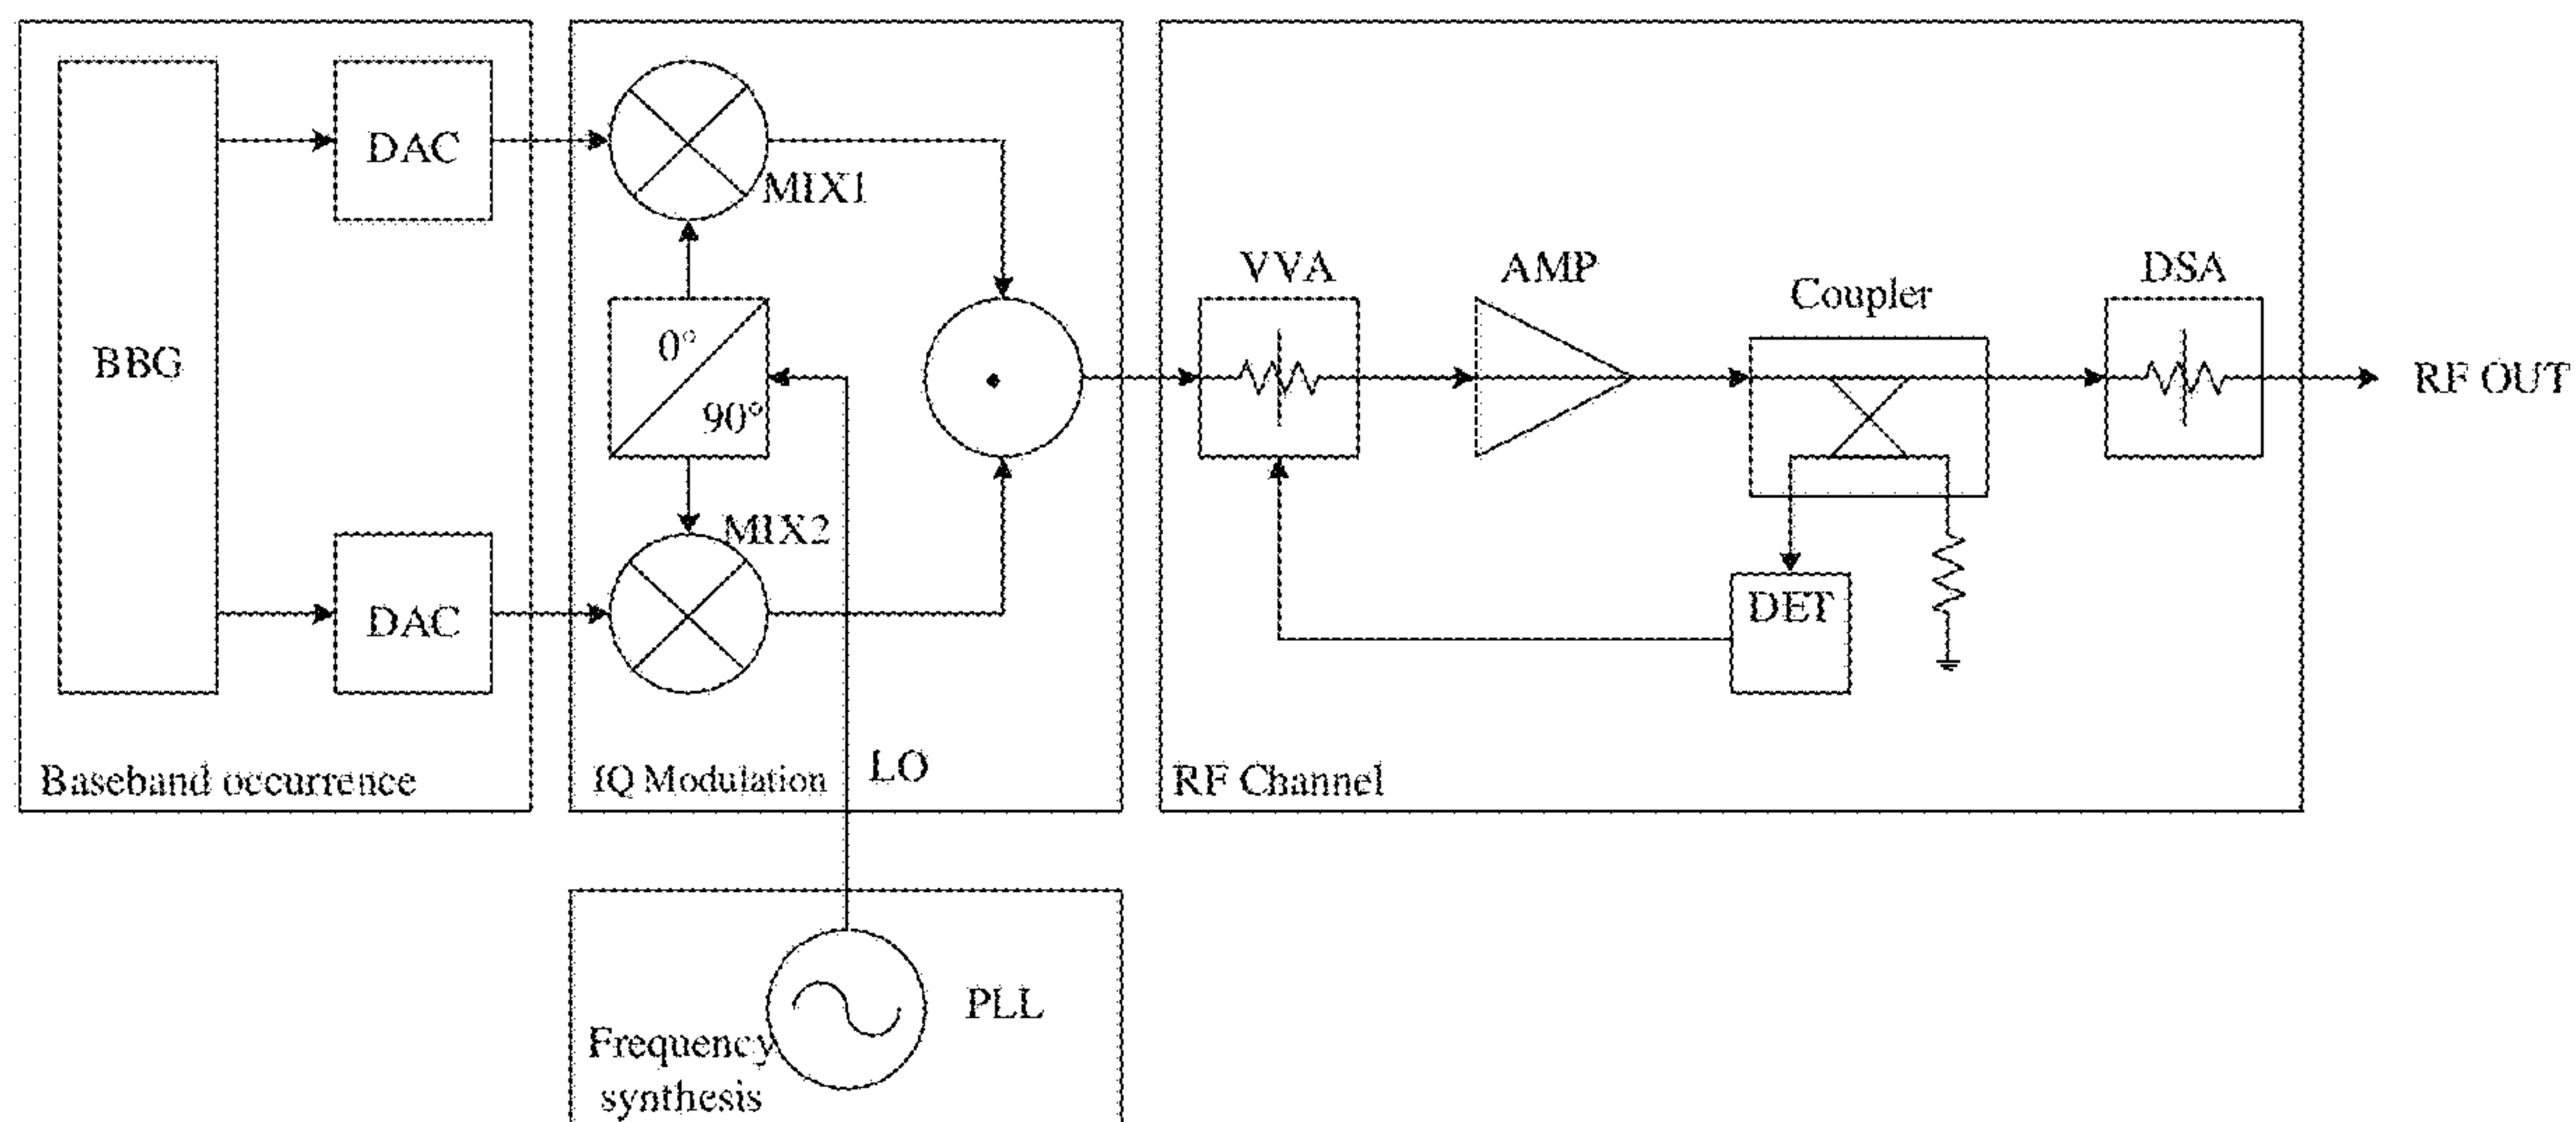 BBG
DAC
DAC
Baseband occurrence
MIX1
0°
90°
MIX2
IQ Modulation
LO
VVA
AMP
Coupler
DSA
DET
RF Channel
RF OUT
PLL
Frequency
synthesis